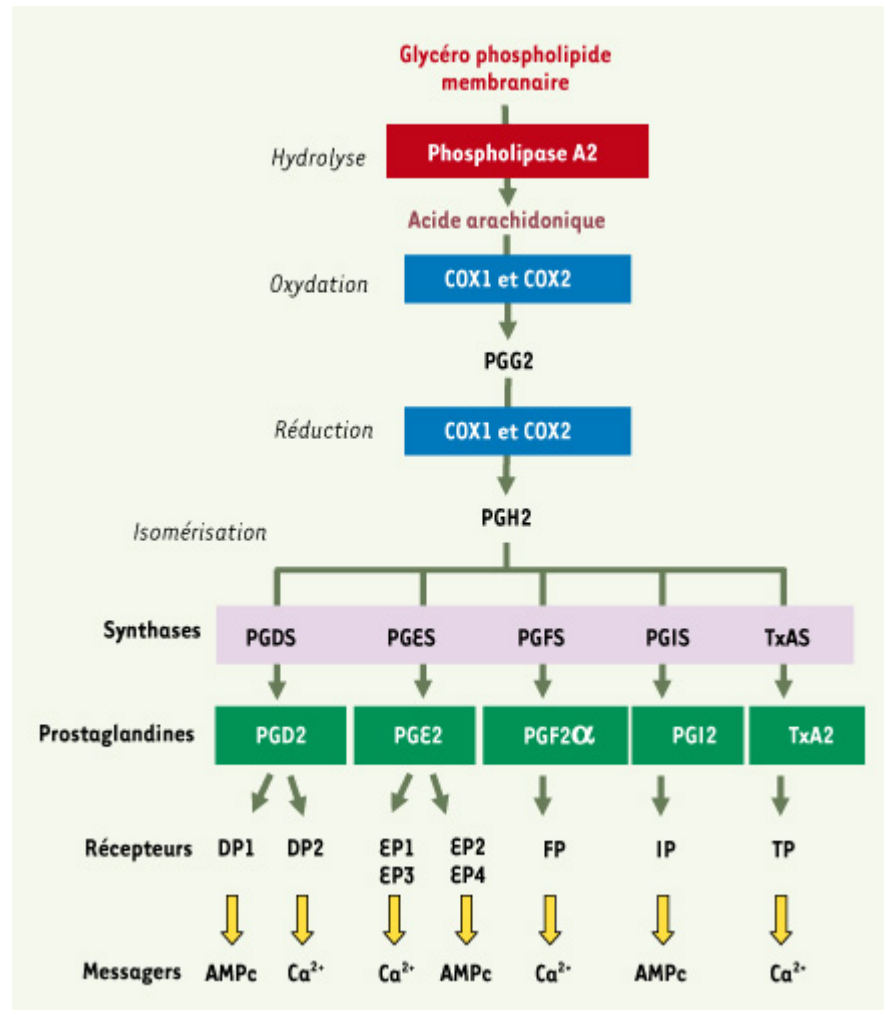 Glycéro phospholipide
membranaire
Hydrolyse Phospholipase A2
Acide arachidonique
Oxydation COX1 et COX2
PGG2
Réduction COX1 et COX2
PGH2
Isomérisation
Synthases PGDS PGES PGFS PGIS TxAS
Prostaglandines PGD2 PGE2 PGF2α PGI2 TxA2
Récepteurs DP1 DP2 EP1 EP2 FP IP TP
EP3 EP4
Messagers AMPc Ca²⁺ Ca²⁺ AMPc Ca²⁺ AMPc Ca²⁺